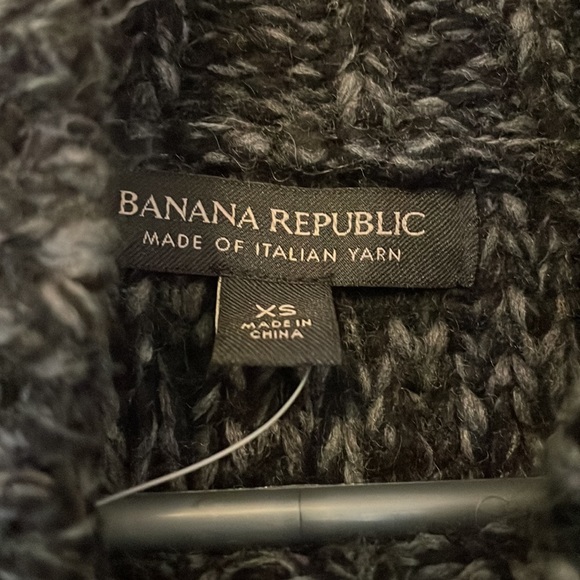 BANANA REPUBLIC
MADE OF ITALIAN YARN
XS
MADE IN
CHINA